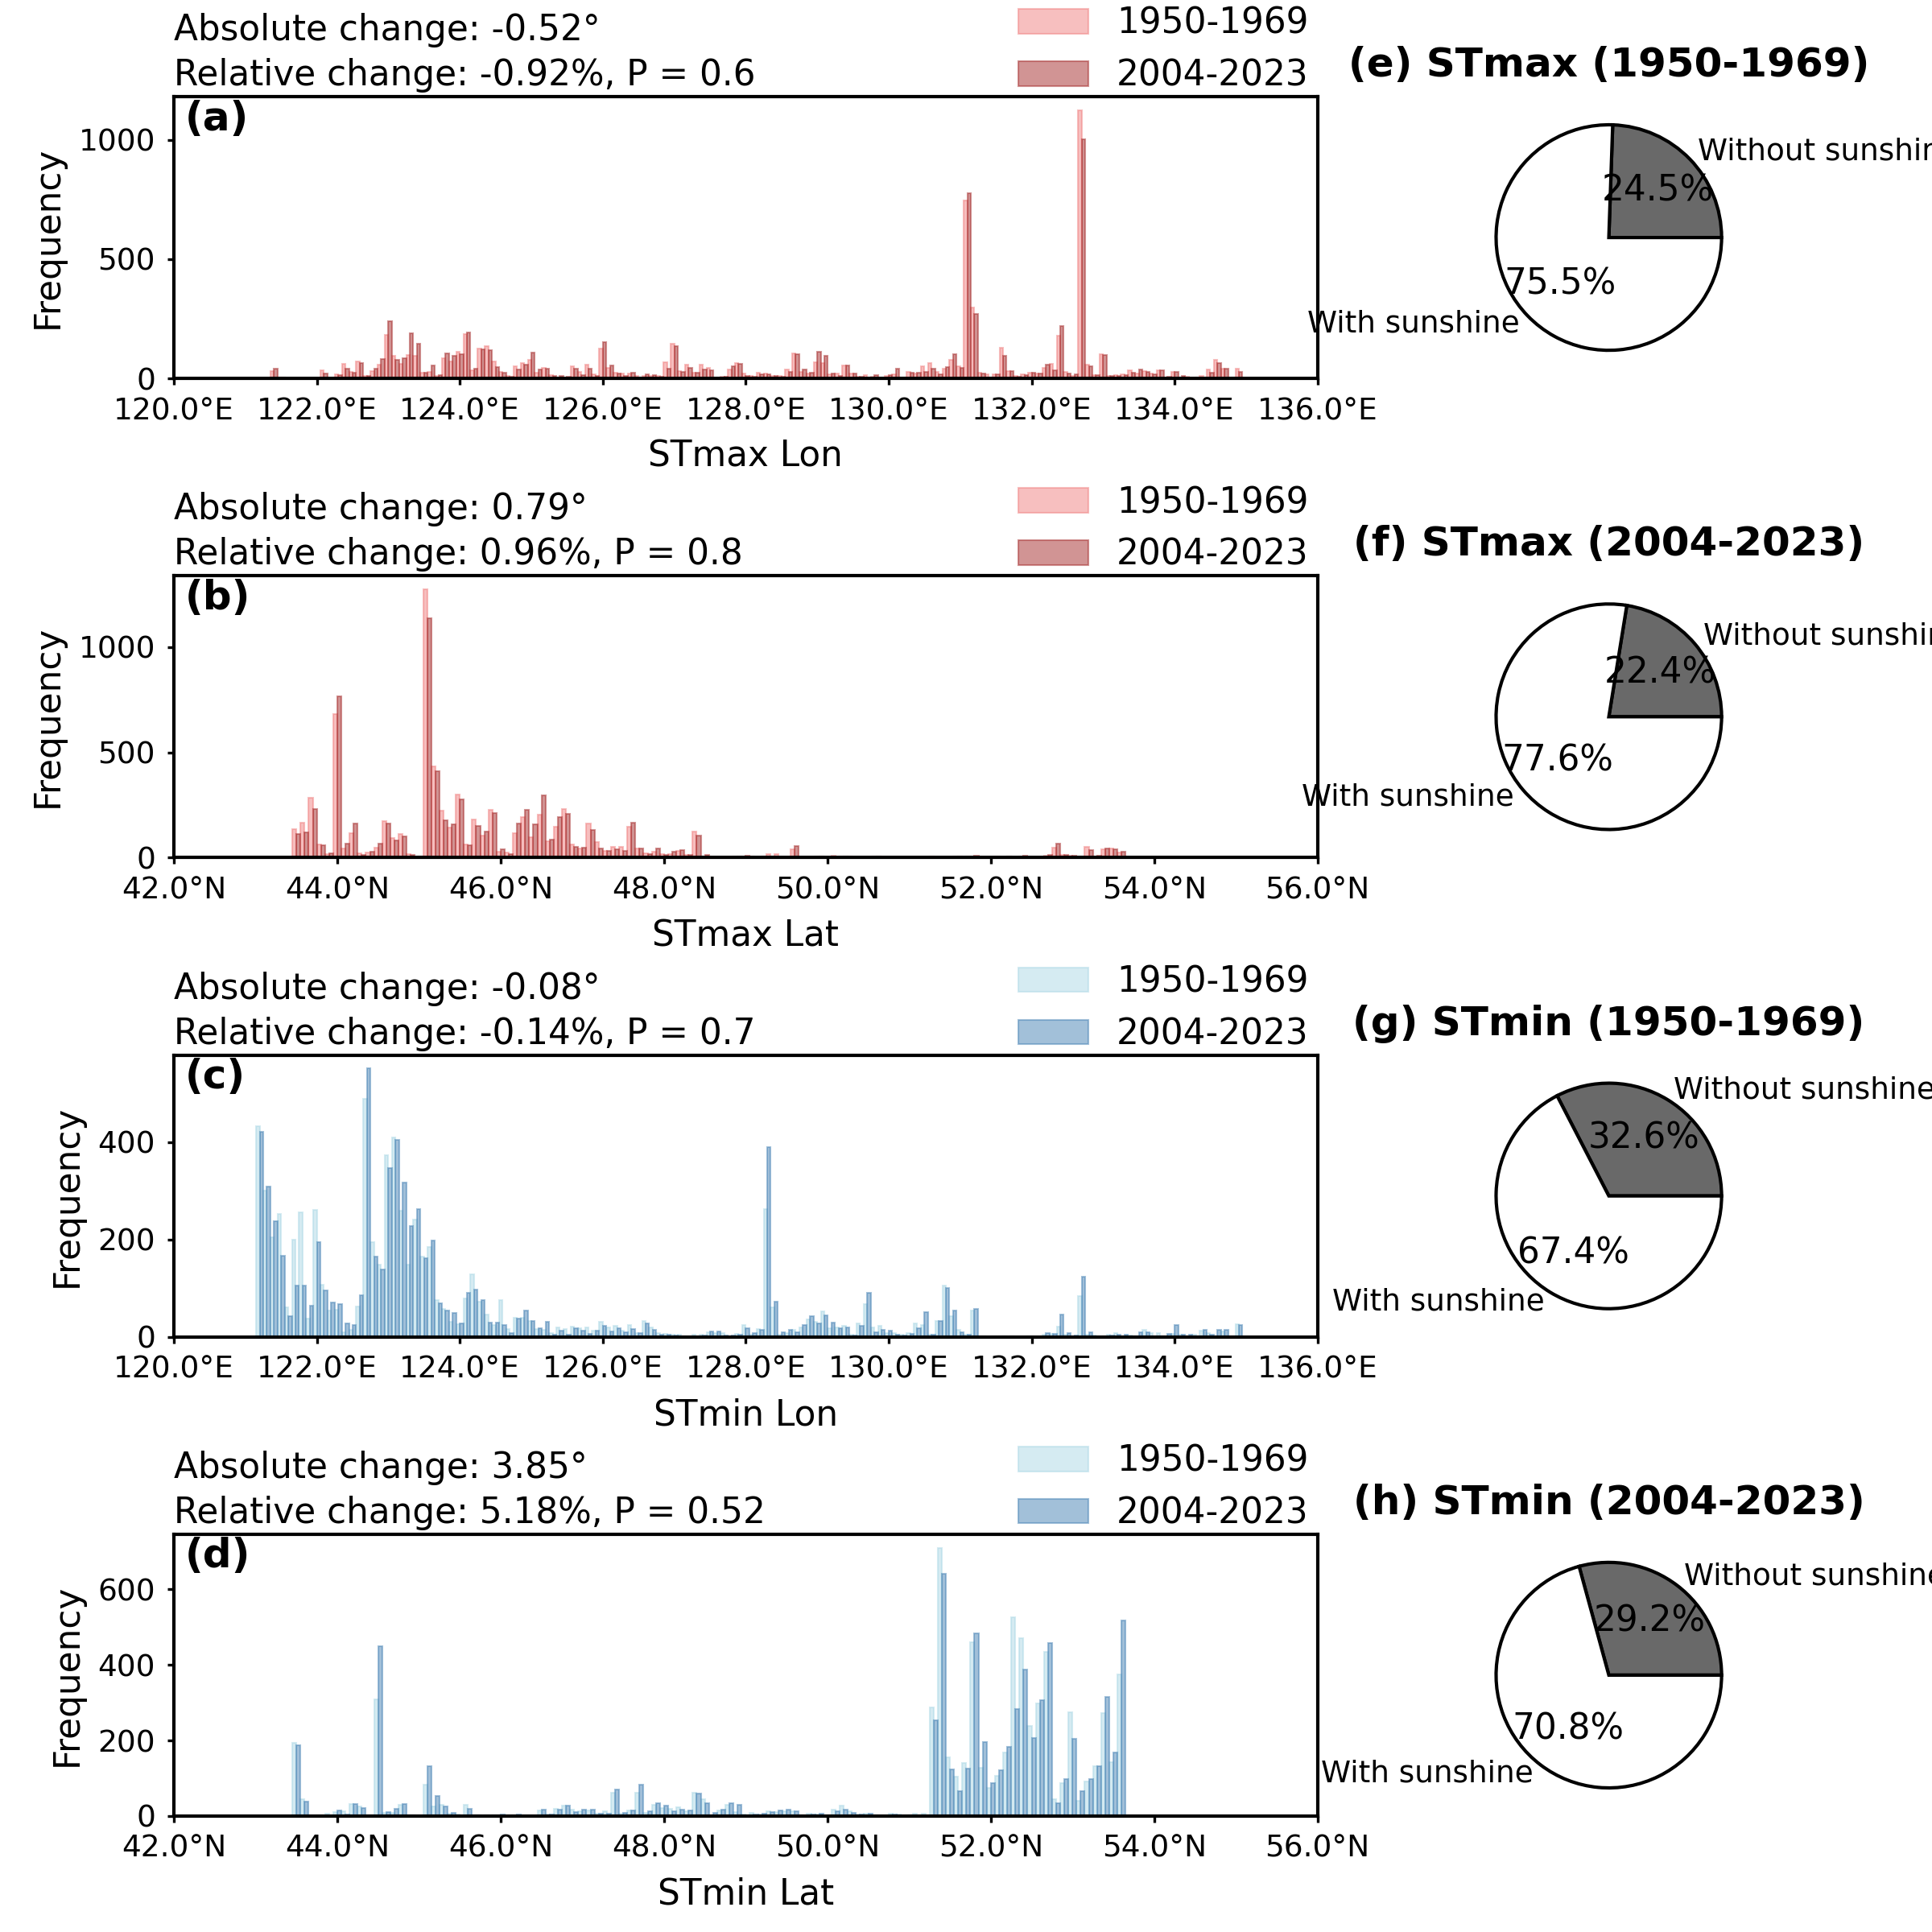 Absolute change: -0.52°
Relative change: -0.92%, P = 0.6
1950-1969
2004-2023
(a)
Frequency
1000
500
0
120.0°E 122.0°E 124.0°E 126.0°E 128.0°E 130.0°E 132.0°E 134.0°E 136.0°E
STmax Lon
(e) STmax (1950-1969)
Without sunshin
24.5%
75.5%
With sunshine
Absolute change: 0.79°
Relative change: 0.96%, P = 0.8
1950-1969
2004-2023
(b)
Frequency
1000
500
0
42.0°N 44.0°N 46.0°N 48.0°N 50.0°N 52.0°N 54.0°N 56.0°N
STmax Lat
(f) STmax (2004-2023)
Without sunshin
22.4%
77.6%
With sunshine
Absolute change: -0.08°
Relative change: -0.14%, P = 0.7
1950-1969
2004-2023
(c)
Frequency
400
200
0
120.0°E 122.0°E 124.0°E 126.0°E 128.0°E 130.0°E 132.0°E 134.0°E 136.0°E
STmin Lon
(g) STmin (1950-1969)
Without sunshine
32.6%
67.4%
With sunshine
Absolute change: 3.85°
Relative change: 5.18%, P = 0.52
1950-1969
2004-2023
(d)
Frequency
600
400
200
0
42.0°N 44.0°N 46.0°N 48.0°N 50.0°N 52.0°N 54.0°N 56.0°N
STmin Lat
(h) STmin (2004-2023)
Without sunshine
29.2%
70.8%
With sunshine